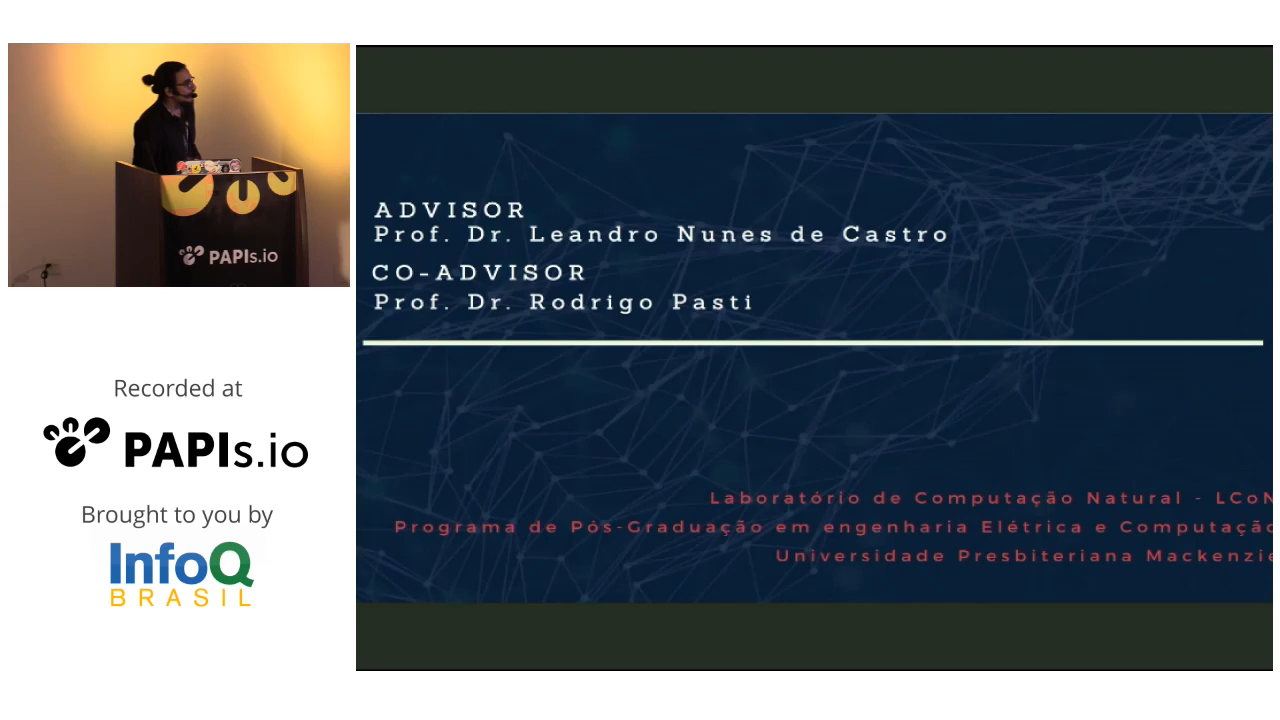 PAPIs.io
Recorded at
PAPIs.io
Brought to you by
InfoQ
BRASIL
ADVISOR
Prof. Dr. Leandro Nunes de Castro
CO-ADVISOR
Prof. Dr. Rodrigo Pasti
Laboratório de Computação Natural - LCoN
Programa de Pós-Graduação em engenharia Elétrica e Computação
Universidade Presbiteriana Mackenzie